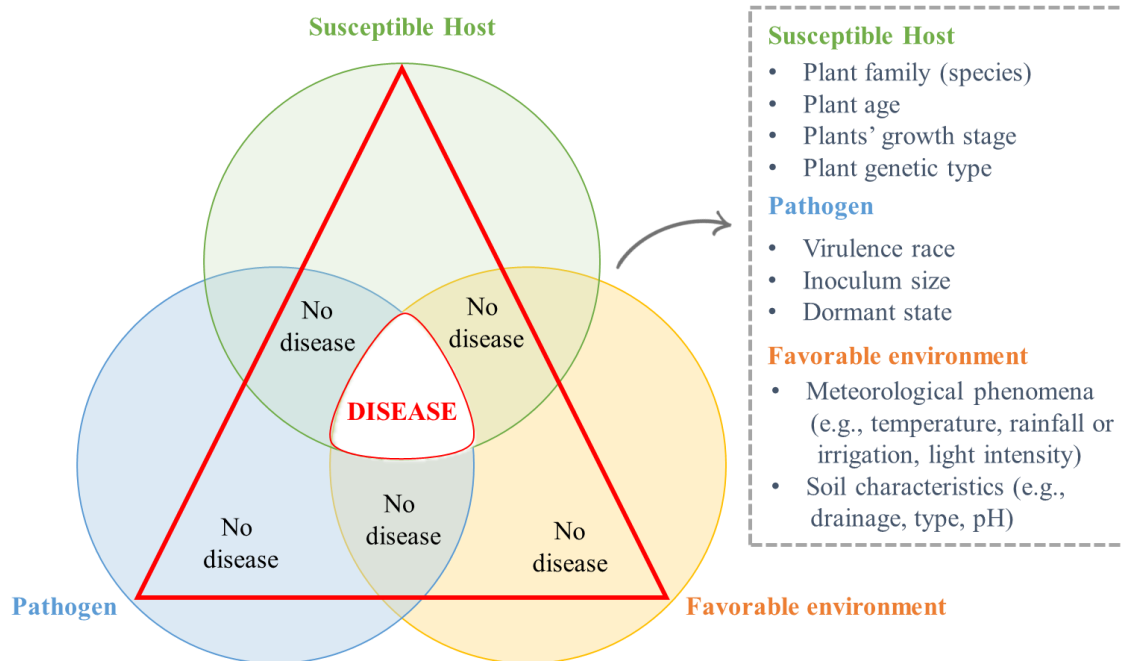 Susceptible Host
No
disease
No
disease
DISEASE
No
disease
No
disease
No
disease
Pathogen
Favorable environment
Susceptible Host
• Plant family (species)
• Plant age
• Plants’ growth stage
• Plant genetic type
Pathogen
• Virulence race
• Inoculum size
• Dormant state
Favorable environment
• Meteorological phenomena
(e.g., temperature, rainfall or
irrigation, light intensity)
• Soil characteristics (e.g.,
drainage, type, pH)